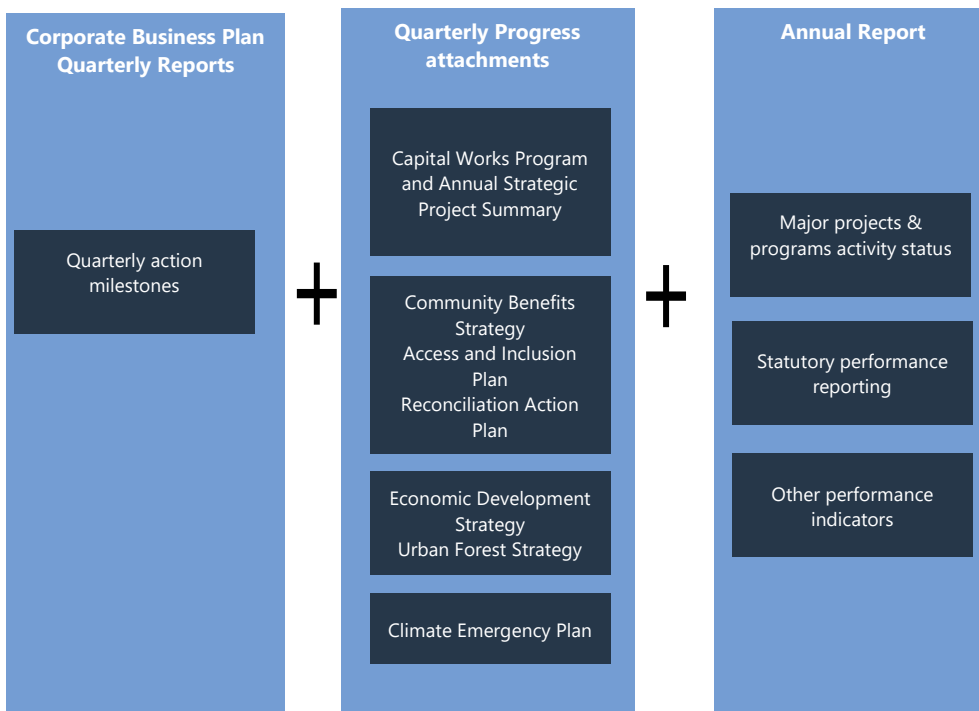 Corporate Business Plan
Quarterly Reports
Quarterly action
milestones
+
Quarterly Progress
attachments
Capital Works Program
and Annual Strategic
Project Summary
Community Benefits
Strategy
Access and Inclusion
Plan
Reconciliation Action
Plan
Economic Development
Strategy
Urban Forest Strategy
Climate Emergency Plan
+
Annual Report
Major projects &
programs activity status
Statutory performance
reporting
Other performance
indicators